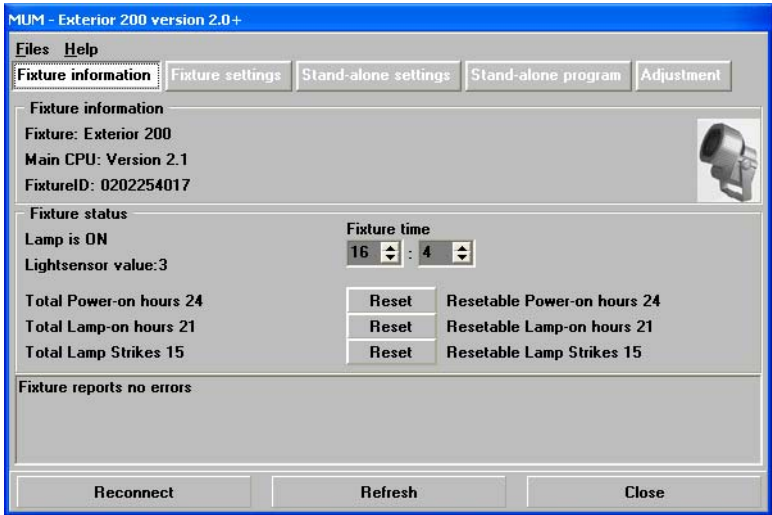 MUM - Exterior 200 version 2.0+
Files Help
Fixture information Fixture settings Stand-alone settings Stand-alone program Adjustment
Fixture information
Fixture: Exterior 200
Main CPU: Version 2.1
FixtureID: 0202254017
Fixture status
Lamp is ON
Fixture time
16 : 4
Lightsensor value:3
Total Power-on hours 24 Reset Resetable Power-on hours 24
Total Lamp-on hours 21 Reset Resetable Lamp-on hours 21
Total Lamp Strikes 15 Reset Resetable Lamp Strikes 15
Fixture reports no errors
Reconnect Refresh Close